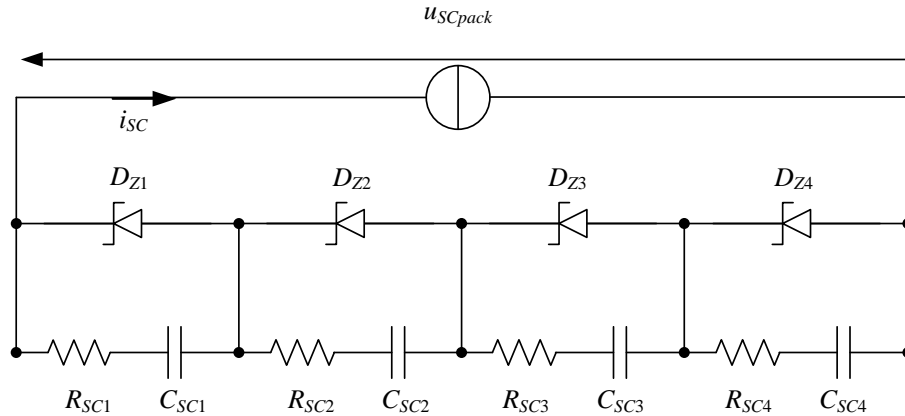 u_SCpack
i_SC
D_Z1 D_Z2 D_Z3 D_Z4
R_SC1 C_SC1 R_SC2 C_SC2 R_SC3 C_SC3 R_SC4 C_SC4